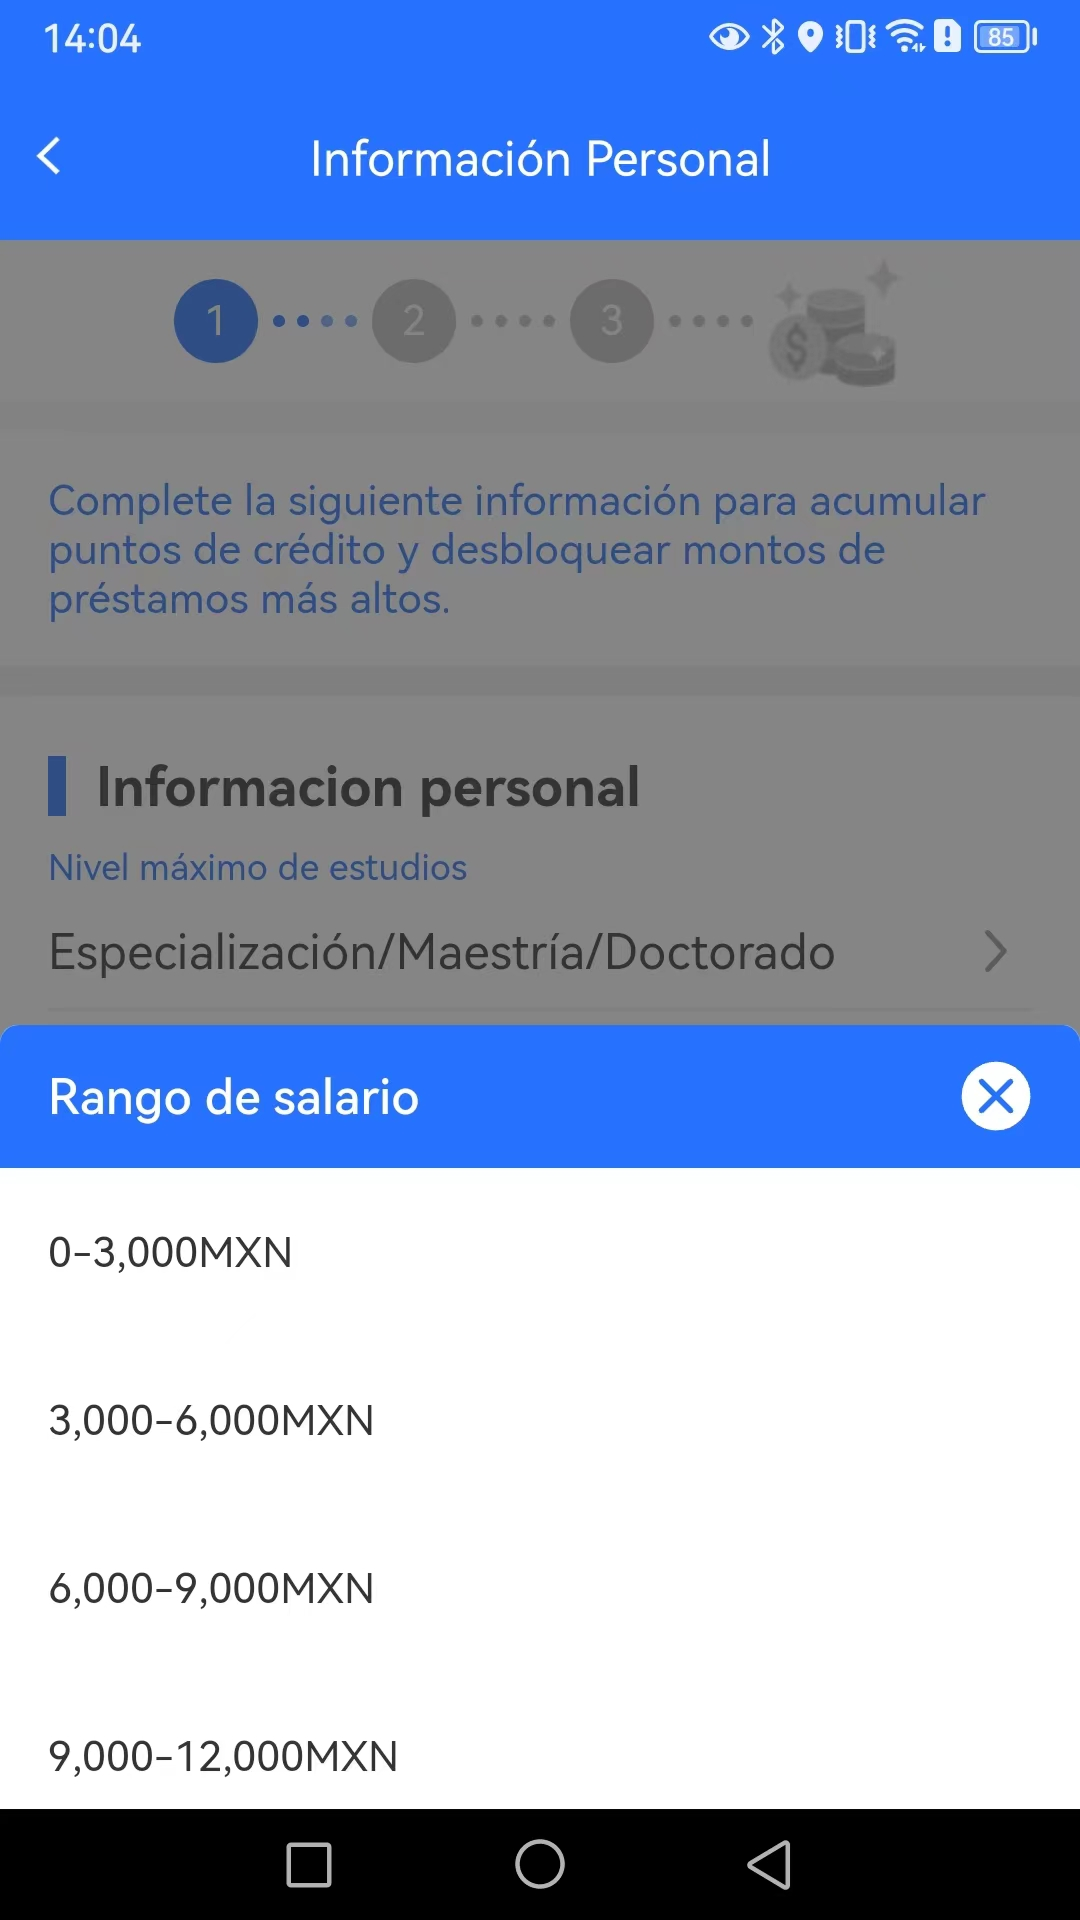 14:04
85
Información Personal
1
2
3
Complete la siguiente información para acumular
puntos de crédito y desbloquear montos de
préstamos más altos.
Informacion personal
Nivel máximo de estudios
Especialización/Maestría/Doctorado
Rango de salario
0-3,000MXN
3,000-6,000MXN
6,000-9,000MXN
9,000-12,000MXN